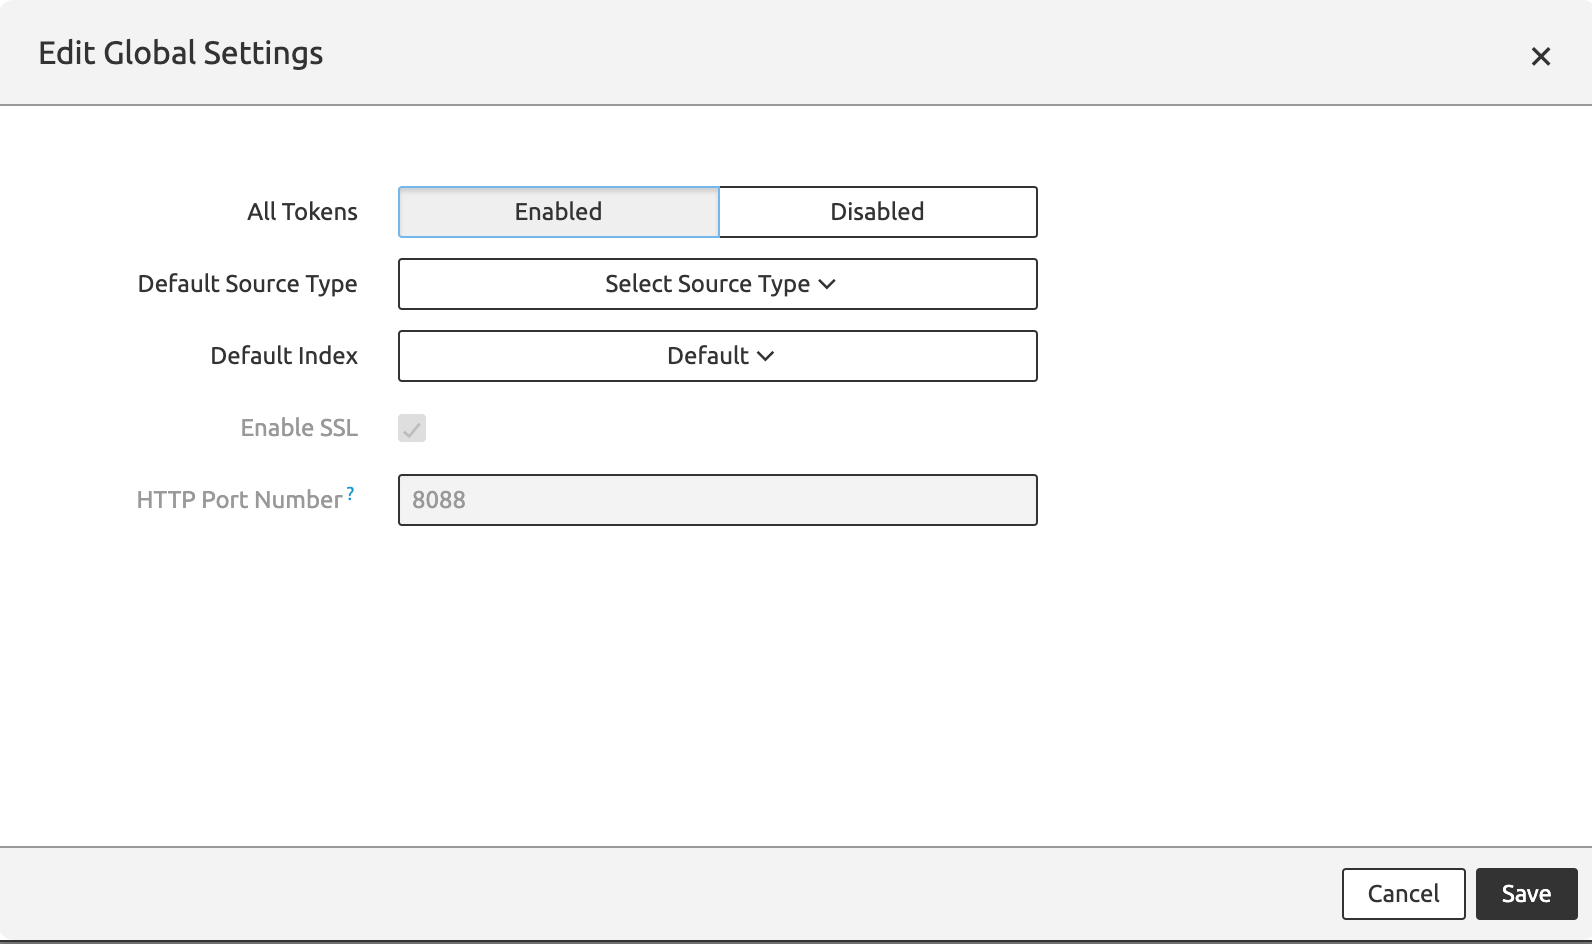 Edit Global Settings
All Tokens Enabled Disabled
Default Source Type Select Source Type
Default Index Default
Enable SSL
HTTP Port Number ? 8088
Cancel Save